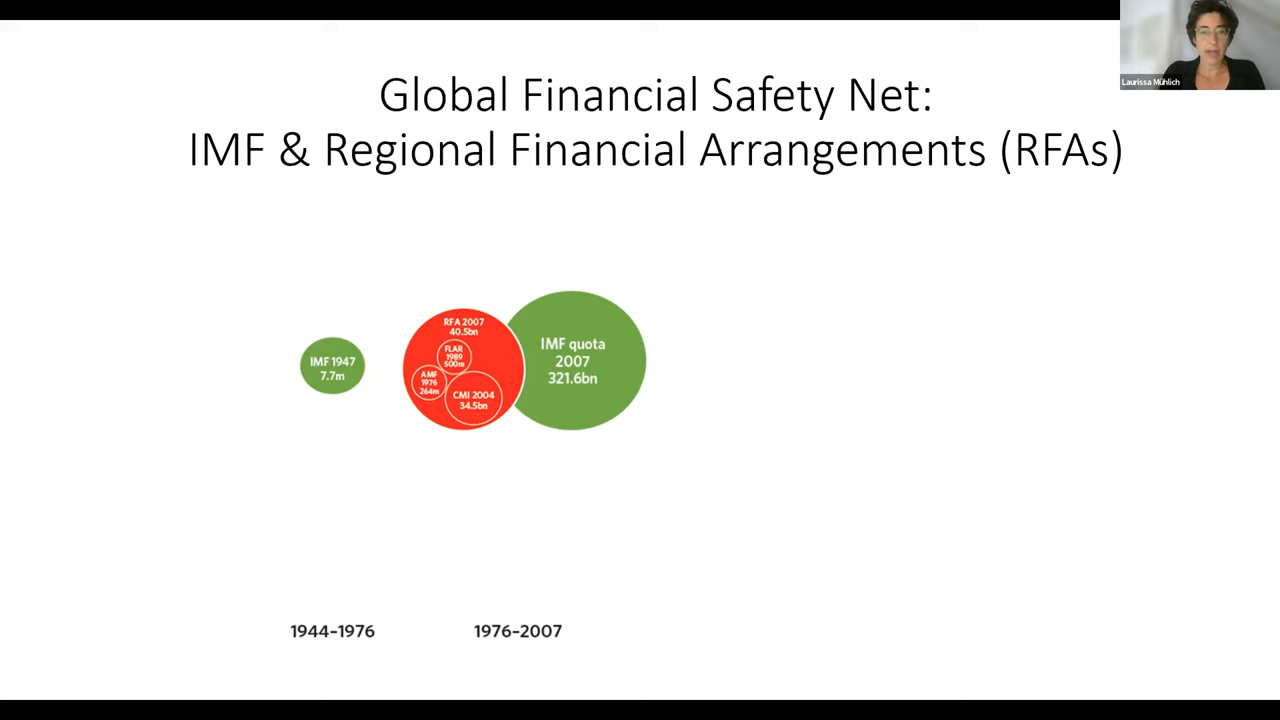 Laurissa Mühlich
Global Financial Safety Net:
IMF & Regional Financial Arrangements (RFAs)
IMF 1947
7.7m
RFA 2007
40.5bn
FLAR
1989
500m
AMF
1976
264m
CMI 2004
34.5bn
IMF quota
2007
321.6bn
1944-1976
1976-2007